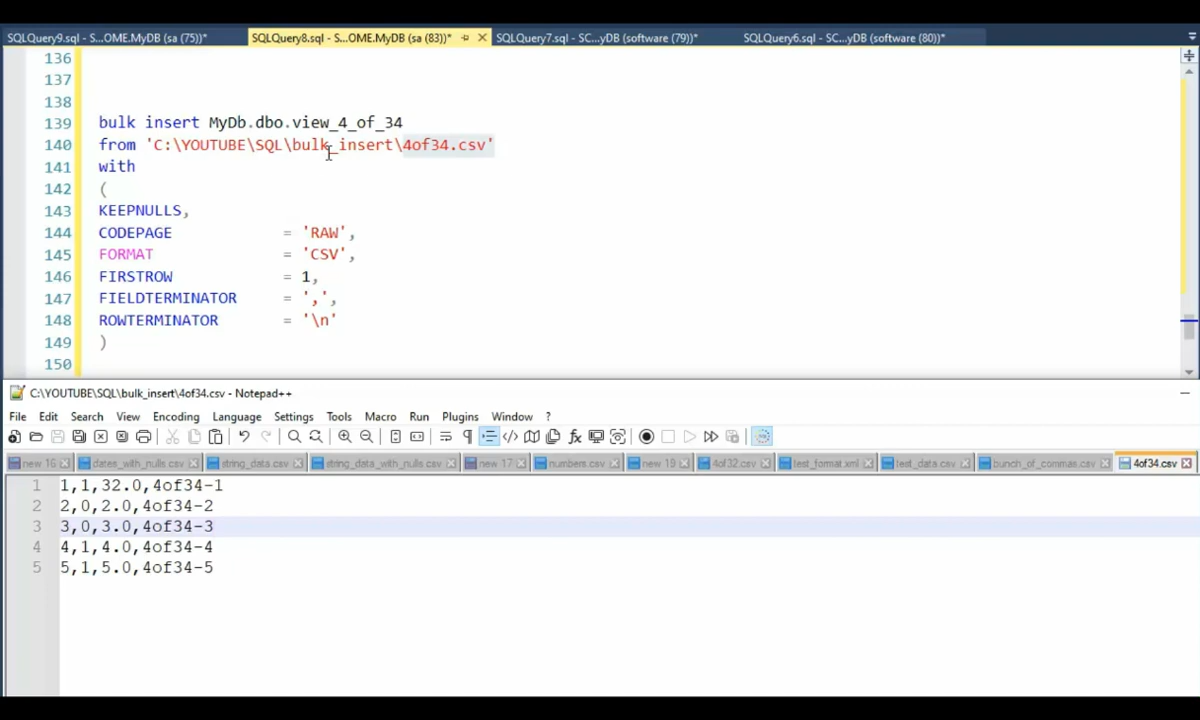 SQLQuery9.sql - S...OME.MyDB (sa (75))* SQLQuery8.sql - S...OME.MyDB (sa (83))* SQLQuery7.sql - SC...yDB (software (79))* SQLQuery6.sql - SC...yDB (software (80))*
136
137
138
139 bulk insert MyDb.dbo.view_4_of_34
140 from 'C:\YOUTUBE\SQL\bulk_insert\4of34.csv'
141 with
142 (
143 KEEPNULLS,
144 CODEPAGE = 'RAW',
145 FORMAT = 'CSV',
146 FIRSTROW = 1,
147 FIELDTERMINATOR = ',',
148 ROWTERMINATOR = '\n'
149 )
150
C:\YOUTUBE\SQL\bulk_insert\4of34.csv - Notepad++
File Edit Search View Encoding Language Settings Tools Macro Run Plugins Window ?
new 16 dates_with_nulls.csv string_data.csv string_data_with_nulls.csv new 17 numbers.csv new 19 4of32.csv test_format.xml test_data.csv bunch_of_commas.csv 4of34.csv
1 1,1,32.0,4of34-1
2 2,0,2.0,4of34-2
3 3,0,3.0,4of34-3
4 4,1,4.0,4of34-4
5 5,1,5.0,4of34-5